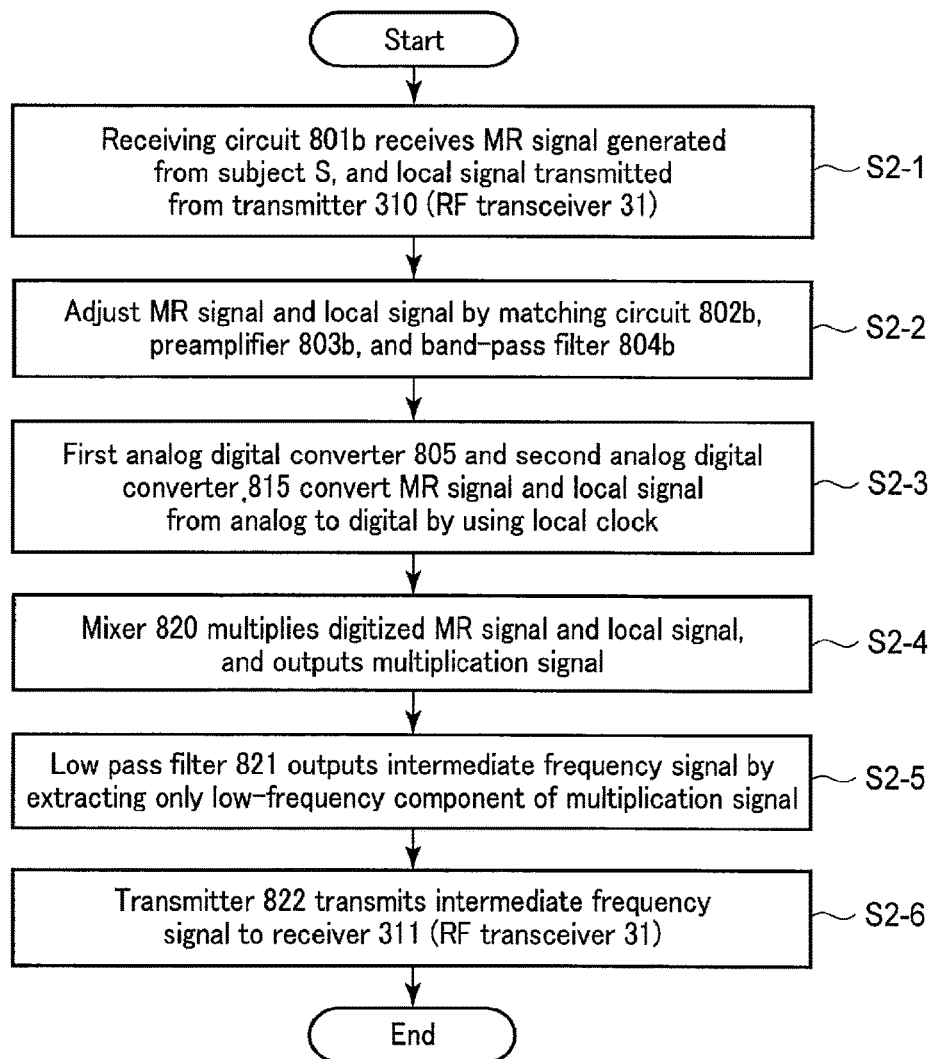 Start
Receiving circuit 801b receives MR signal generated
from subject S, and local signal transmitted
from transmitter 310 (RF transceiver 31)
S2-1
Adjust MR signal and local signal by matching circuit 802b,
preamplifier 803b, and band-pass filter 804b
S2-2
First analog digital converter 805 and second analog digital
converter 815 convert MR signal and local signal
from analog to digital by using local clock
S2-3
Mixer 820 multiplies digitized MR signal and local signal,
and outputs multiplication signal
S2-4
Low pass filter 821 outputs intermediate frequency signal by
extracting only low-frequency component of multiplication signal
S2-5
Transmitter 822 transmits intermediate frequency
signal to receiver 311 (RF transceiver 31)
S2-6
End